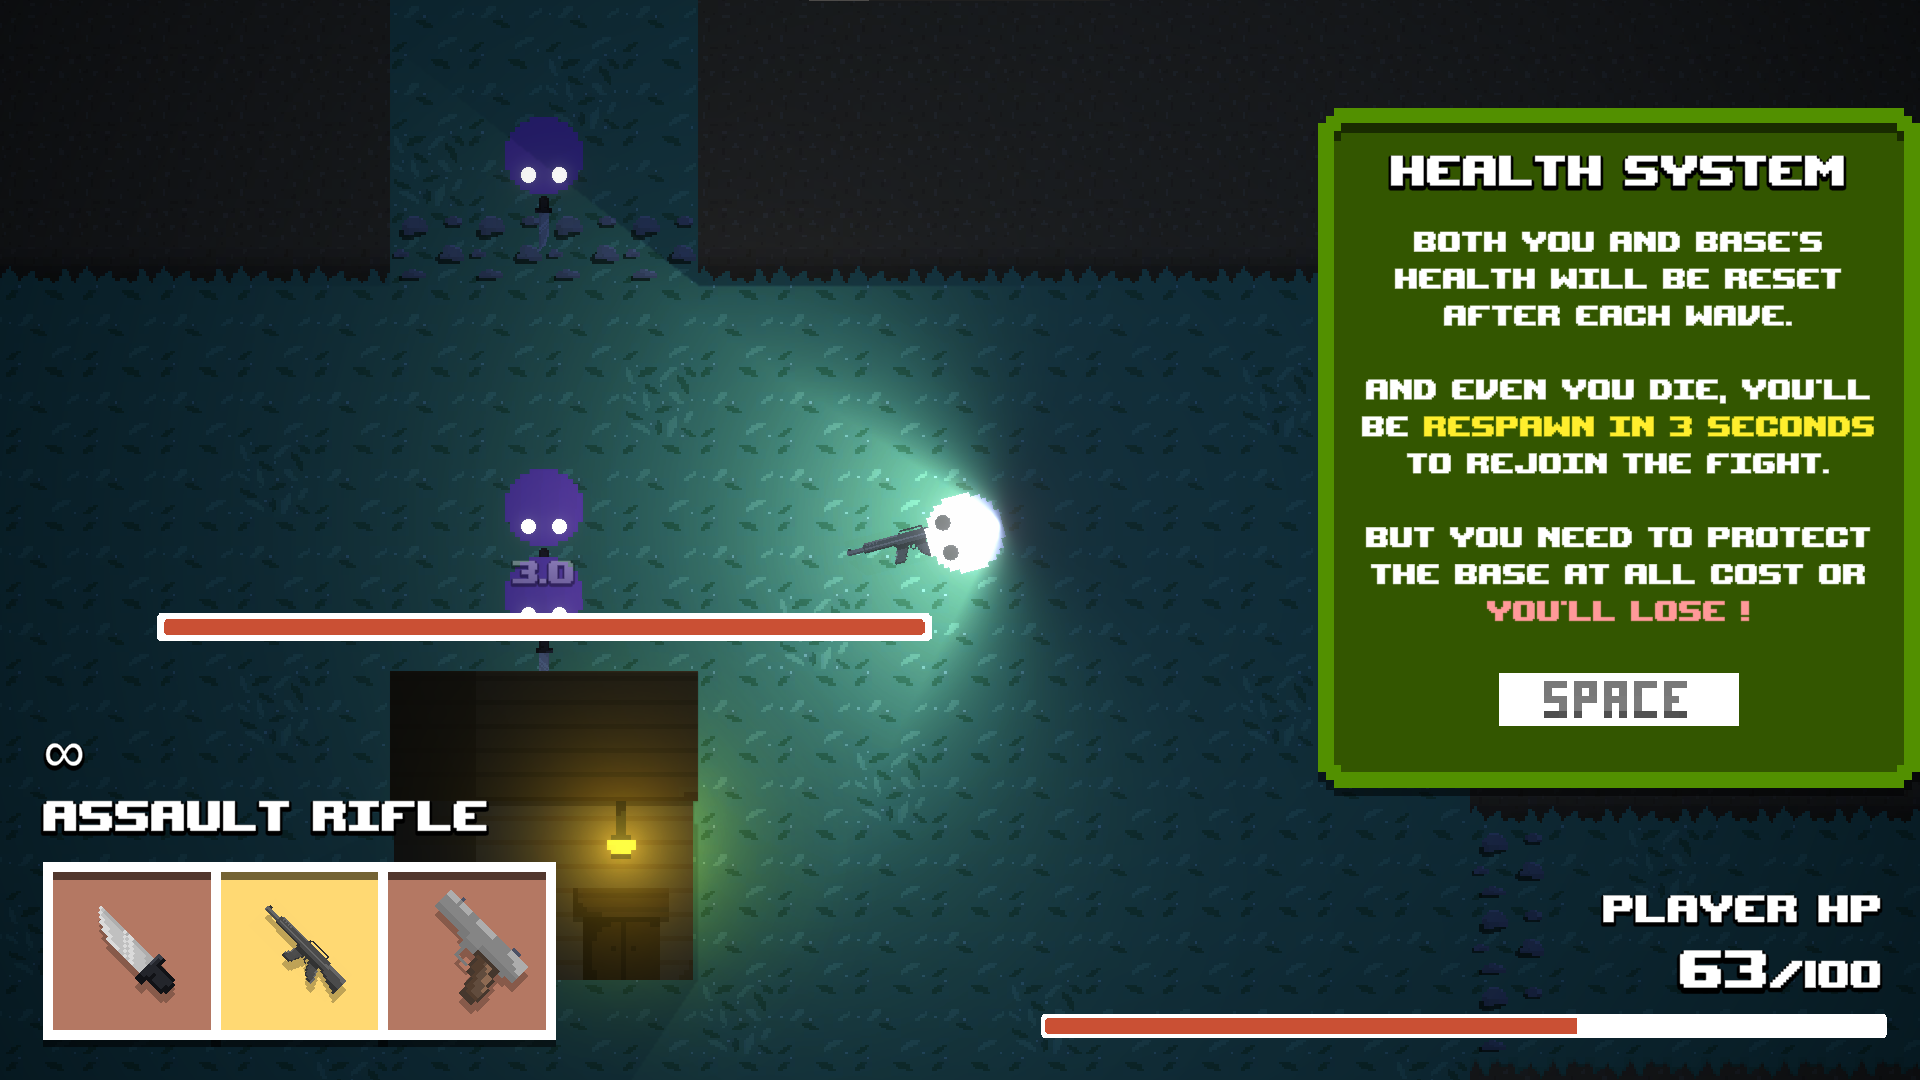 HEALTH SYSTEM
BOTH YOU AND BASE'S
HEALTH WILL BE RESET
AFTER EACH WAVE.
AND EVEN YOU DIE, YOU'LL
BE RESPAWN IN 3 SECONDS
TO REJOIN THE FIGHT.
BUT YOU NEED TO PROTECT
THE BASE AT ALL COST OR
YOU'LL LOSE !
SPACE
3.0
∞
ASSAULT RIFLE
PLAYER HP
63/100